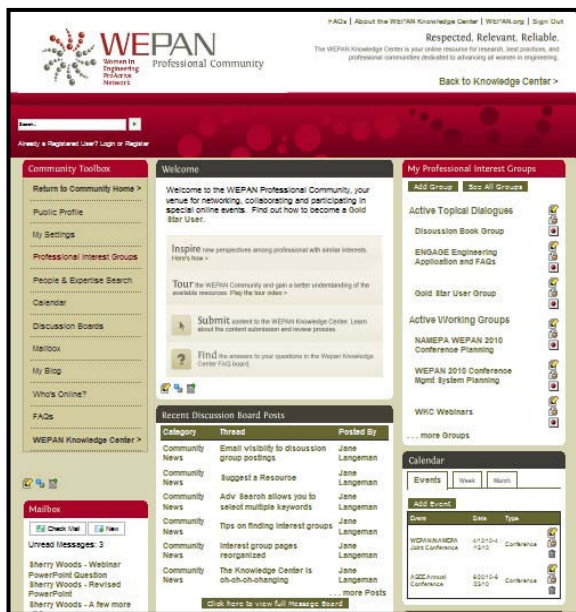 FAQs | About the WEPAN Knowledge Center | WEPAN.org | Sign Out
WEPAN
Women in
Engineering
ProActive
Network
Professional Community
Respected. Relevant. Reliable.
The WEPAN Knowledge Center is your online resource for research, best practices, and
professional communities dedicated to advancing all women in engineering.
Back to Knowledge Center >
Search...
Already a Registered User? Login or Register
Community Toolbox
Return to Community Home >
Public Profile
My Settings
Professional Interest Groups
People & Expertise Search
Calendar
Discussion Boards
Mailbox
My Blog
Who's Online?
FAQs
WEPAN Knowledge Center >
Mailbox
Check Mail
New
Unread Messages: 3
Sherry Woods - Webinar
PowerPoint Question
Sherry Woods - Revised
PowerPoint
Sherry Woods - A few more
Welcome
Welcome to the WEPAN Professional Community, your
venue for networking, collaborating and participating in
special online events. Find out how to become a Gold
Star User.
Inspire new perspectives among professional with similar interests.
Here's how >
Tour the WEPAN Community and gain a better understanding of the
available resources. Play the tour video >
Submit content to the WEPAN Knowledge Center. Learn
about the content submission and review process.
Find the answers to your questions in the Wepan Knowledge
Center FAQ board.
Recent Discussion Board Posts
Category Thread Posted By
Community News Email visibility to discussion group postings Jane Langeman
Community News Suggest a Resource Jane Langeman
Community News Adv Search allows you to select multiple keywords Jane Langeman
Community News Tips on finding interest groups Jane Langeman
Community News Interest group pages reorganized Jane Langeman
Community News The Knowledge Center is oh-oh-oh-changing Jane Langeman
. . . more Posts
Click here to view full Message Board
My Professional Interest Groups
Add Group See All Groups
Active Topical Dialogues
Discussion Book Group
ENGAGE Engineering
Application and FAQs
Gold Star User Group
Active Working Groups
NAMEPA WEPAN 2010
Conference Planning
WEPAN 2010 Conference
Mgmt System Planning
WKC Webinars
. . . more Groups
Calendar
Events Week Month
Add Event
Event Date Type
WEPAN NAMEPA
Joint Conference
Conference
ASEE Annual
Conference
Conference